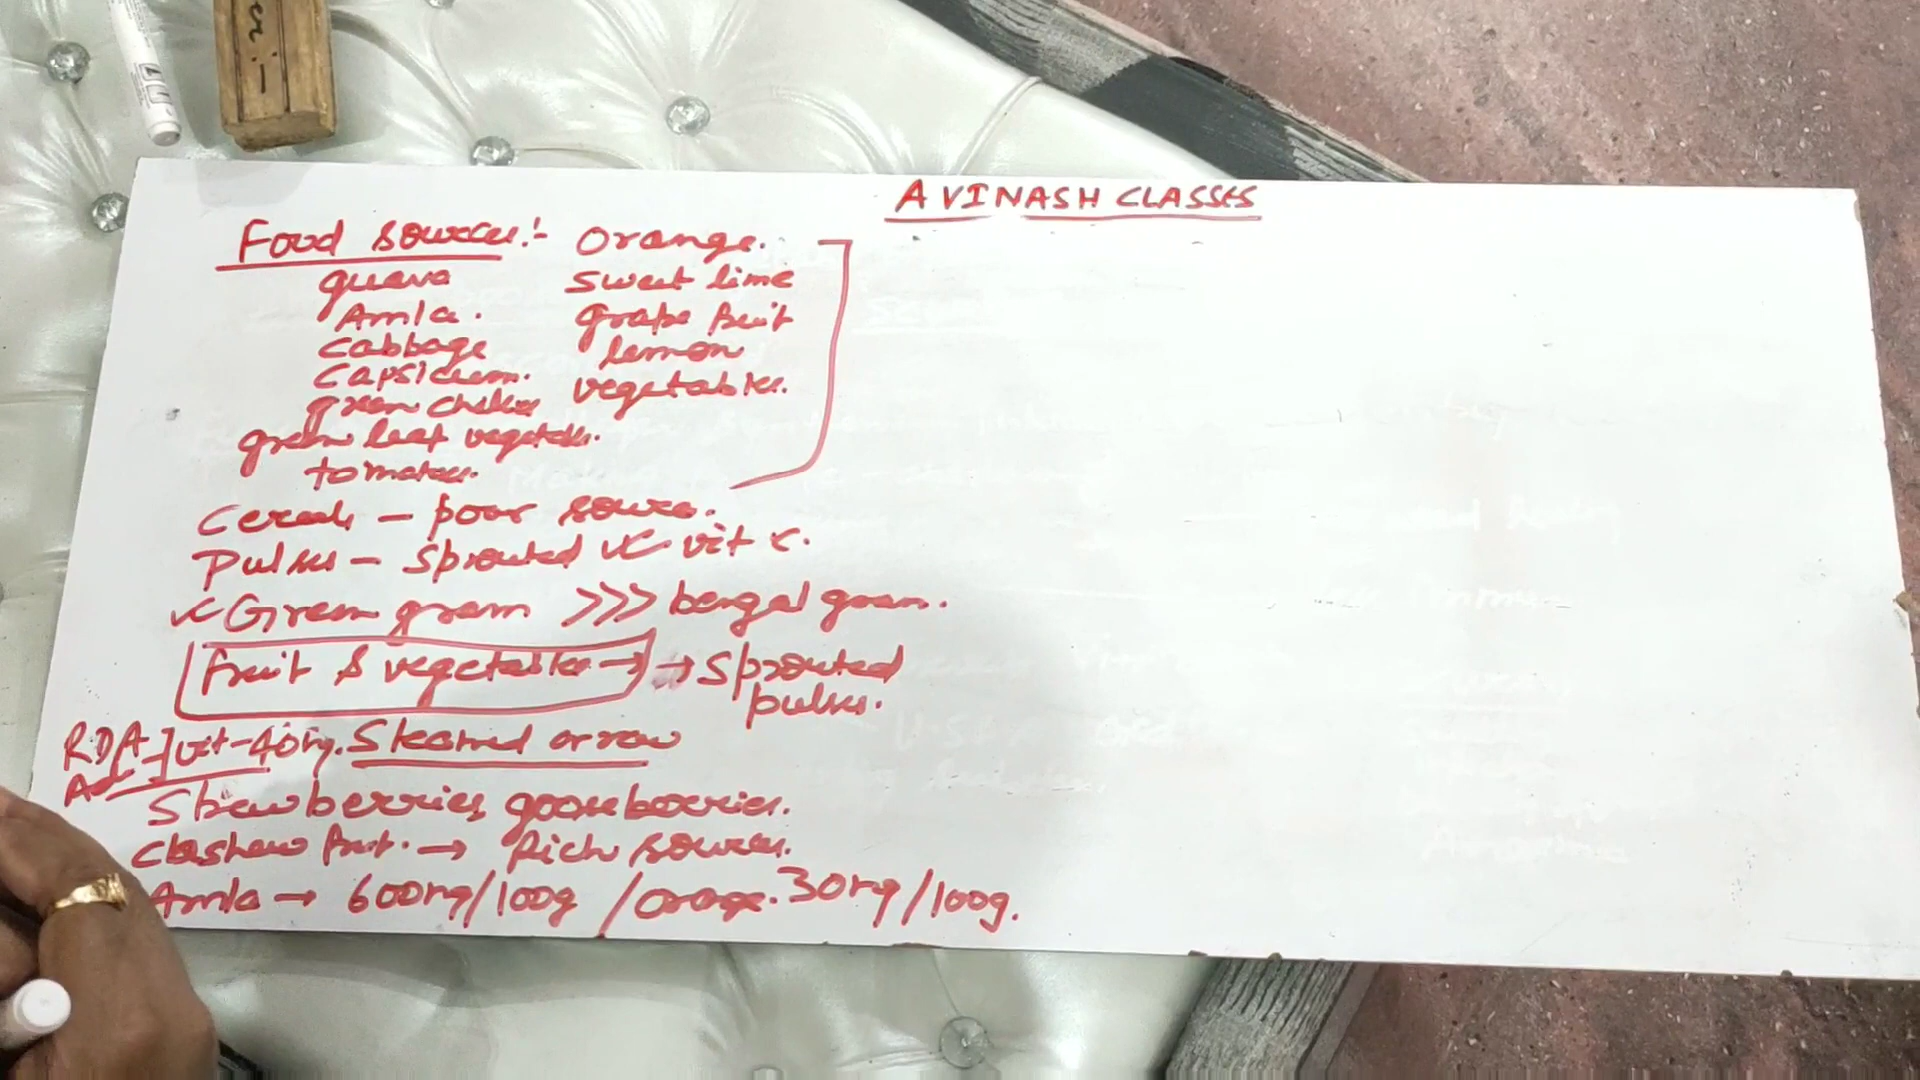 AVINASH CLASSES
Food sources:- orange.
guava sweet lime
Amla. grape fruit
cabbage lemon
capsicum. vegetables.
green chillies
green leaf vegetables.
tomatoes.
Cereals - poor source.
Pulses - sprouted vit c.
Green gram >>> bengal gram.
fruit & vegetables → → sprouted
pulses.
RDA vit-40mg. Steamed or raw
Strawberries, gooseberries.
Cashew fruit. → Rich sources.
Amla → 600mg/100g / orange. 30mg/100g.